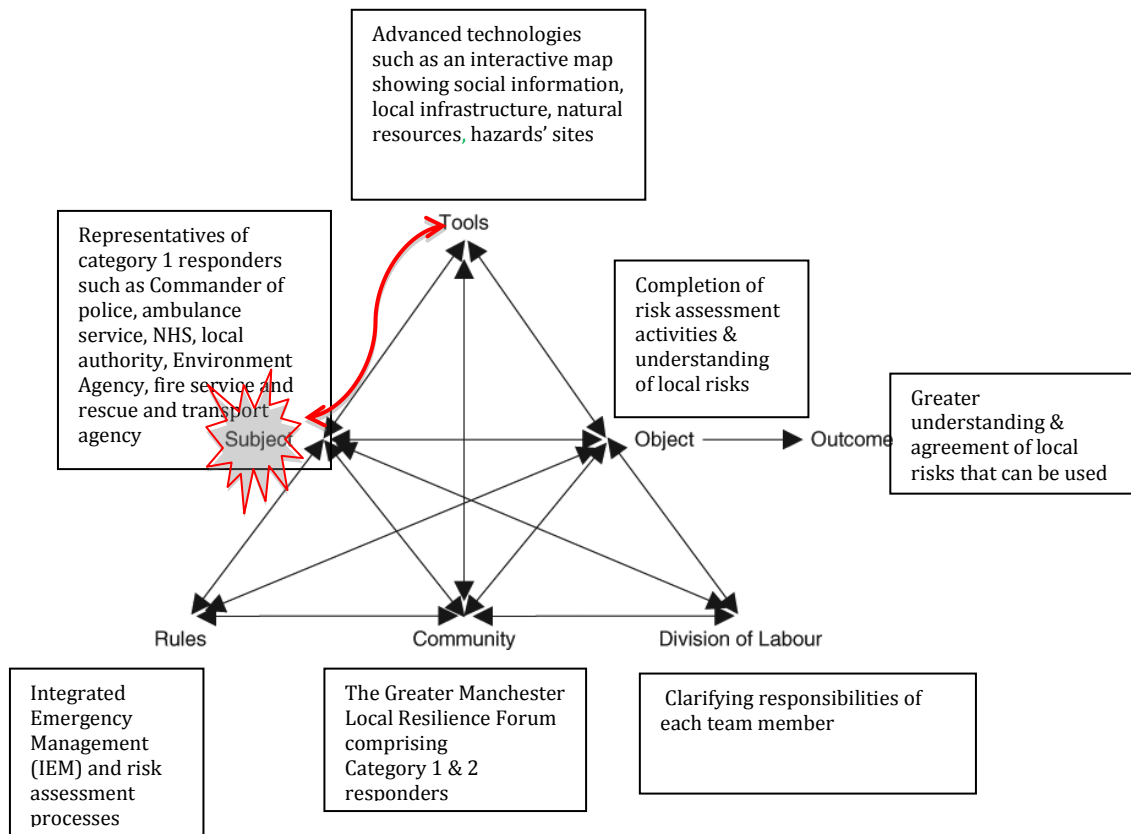 Advanced technologies
such as an interactive map
showing social information,
local infrastructure, natural
resources, hazards’ sites
Tools
Representatives of
category 1 responders
such as Commander of
police, ambulance
service, NHS, local
authority, Environment
Agency, fire service and
rescue and transport
agency
Subject
Completion of
risk assessment
activities &
understanding
of local risks
Object
Outcome
Greater
understanding &
agreement of local
risks that can be used
Rules
Community
Division of Labour
Integrated
Emergency
Management
(IEM) and risk
assessment
processes
The Greater Manchester
Local Resilience Forum
comprising
Category 1 & 2
responders
Clarifying responsibilities of
each team member